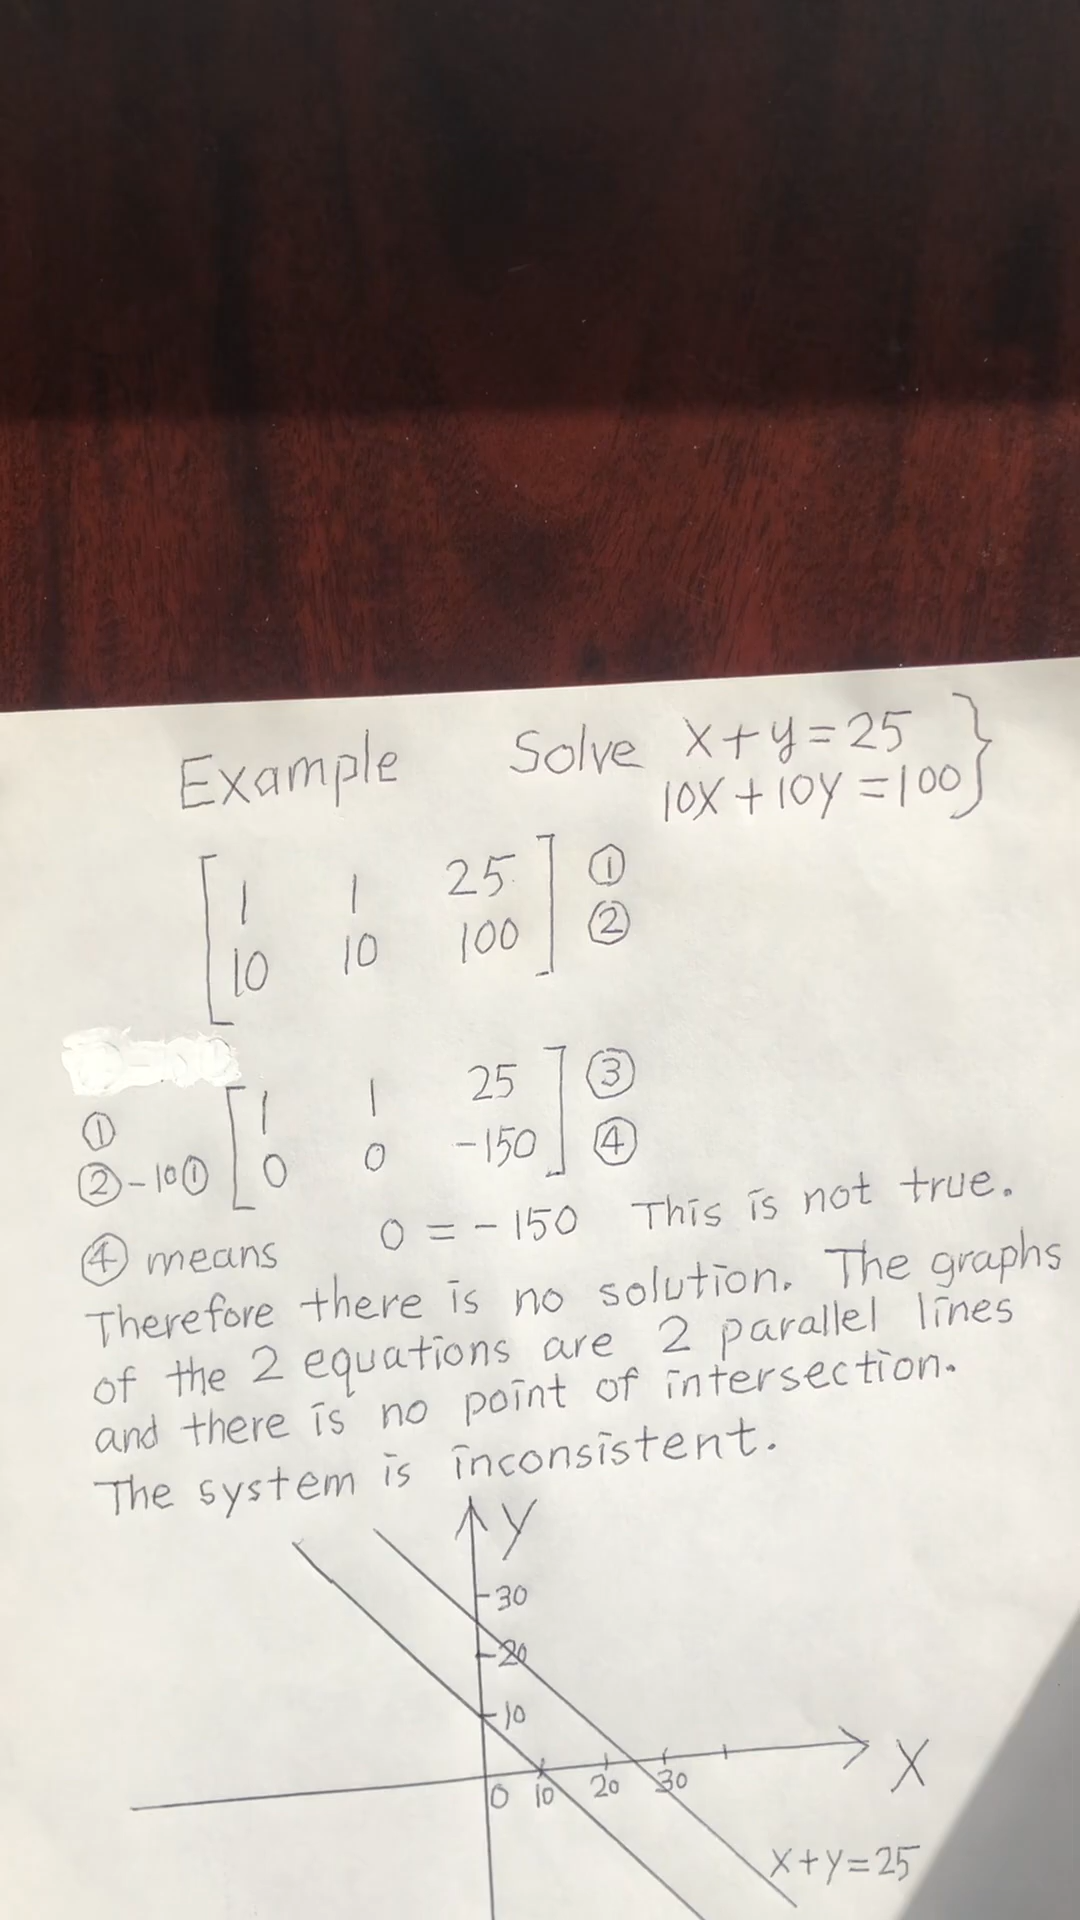 Example Solve x+y=25
10x+10y=100}
[1 1 25] ①
[10 10 100] ②
① [1 1 25] ③
②-10① [0 0 -150] ④
④ means 0 = -150 This is not true.
Therefore there is no solution. The graphs
of the 2 equations are 2 parallel lines
and there is no point of intersection.
The system is inconsistent.
Y
30
20
10
0 10 20 30 X
x+y=25